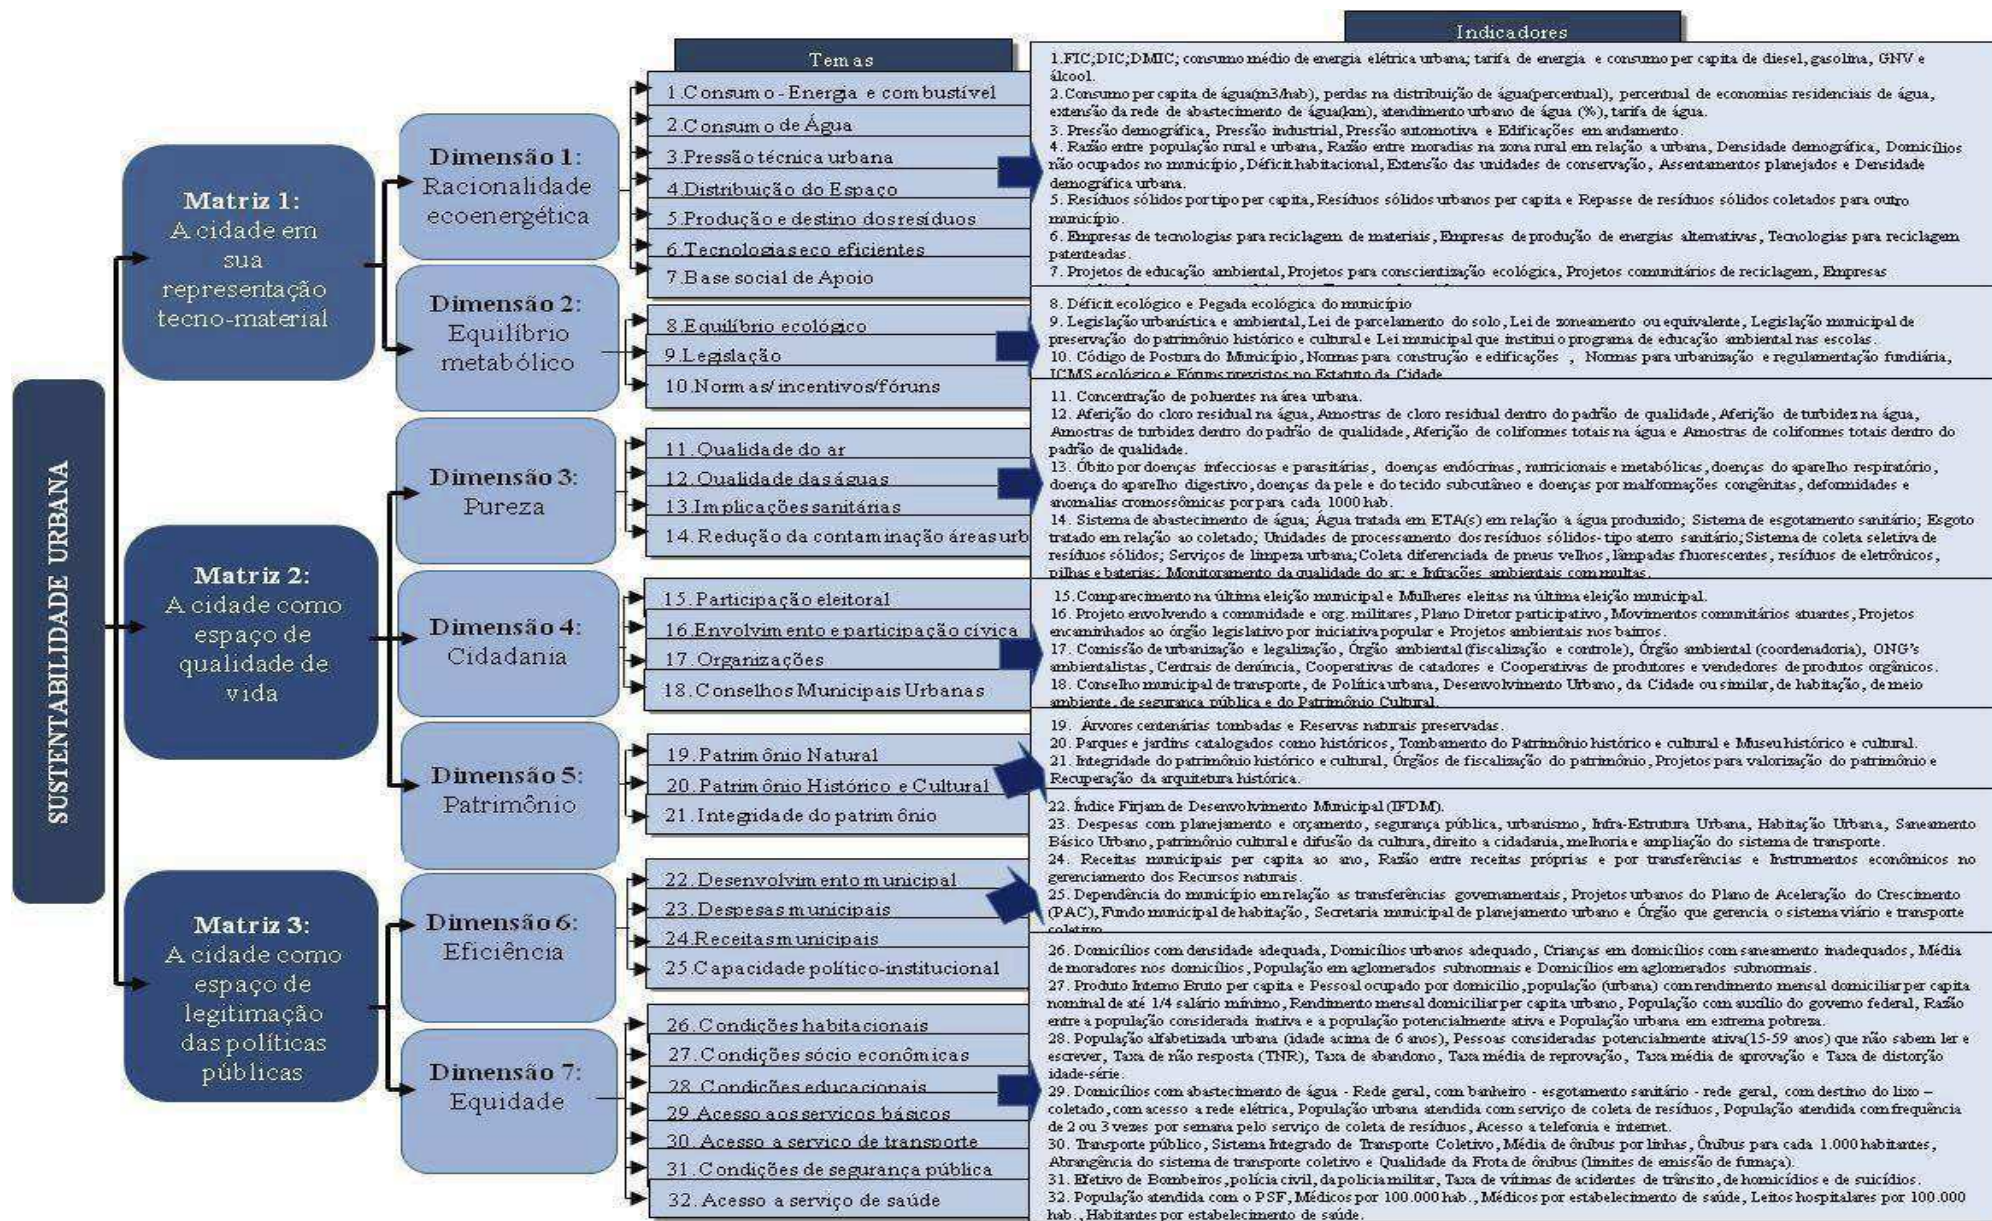 SUSTENTABILIDADE URBANA
Matriz 1:
A cidade em
sua
representação
tecno-material
Matriz 2:
A cidade como
espaço de
qualidade de
vida
Matriz 3:
A cidade como
espaço de
legitimação
das políticas
públicas
Dimensão 1:
Racionalidade
ecoenergética
Dimensão 2:
Equilíbrio
metabólico
Dimensão 3:
Pureza
Dimensão 4:
Cidadania
Dimensão 5:
Patrimônio
Dimensão 6:
Eficiência
Dimensão 7:
Equidade
Temas
1.Consumo-Energia e combustível
2.Consumo de Água
3.Pressão técnica urbana
4.Distribuição do Espaço
5.Produção e destino dos resíduos
6.Tecnologias eco eficientes
7.Base social de Apoio
8.Equilíbrio ecológico
9.Legislação
10.Normas/incentivos/fóruns
11.Qualidade do ar
12.Qualidade das águas
13.Implicações sanitárias
14.Redução da contaminação áreas urb
15.Participação eleitoral
16.Envolvimento e participação cívica
17.Organizações
18.Conselhos Municipais Urbanas
19.Patrimônio Natural
20.Patrimônio Histórico e Cultural
21.Integridade do patrimônio
22.Desenvolvimento municipal
23.Despesas municipais
24.Receitas municipais
25.Capacidade político-institucional
26.Condições habitacionais
27.Condições sócio econômicas
28.Condições educacionais
29.Acesso aos serviços básicos
30.Acesso a serviço de transporte
31.Condições de segurança pública
32.Acesso a serviço de saúde
Indicadores
1.FIC;DIC;DMIC; consumo médio de energia elétrica urbana; tarifa de energia e consumo per capita de diesel, gasolina, GNV e
álcool.
2.Consumo per capita de água(m3/hab), perdas na distribuição de água(percentual), percentual de economias residenciais de água,
extensão da rede de abastecimento de água(km), atendimento urbano de água (%), tarifa de água.
3. Pressão demográfica, Pressão industrial, Pressão automotiva e Edificações em andamento.
4. Razão entre população rural e urbana, Razão entre moradias na zona rural em relação a urbana, Densidade demográfica, Domicílios
não ocupados no município, Déficit habitacional, Extensão das unidades de conservação, Assentamentos planejados e Densidade
demográfica urbana.
5. Resíduos sólidos por tipo per capita, Resíduos sólidos urbanos per capita e Repasse de resíduos sólidos coletados para outro
município.
6. Empresas de tecnologias para reciclagem de materiais, Empresas de produção de energias alternativas, Tecnologias para reciclagem
patenteadas.
7. Projetos de educação ambiental, Projetos para conscientização ecológica, Projetos comunitários de reciclagem, Empresas
8. Déficit ecológico e Pegada ecológica do município
9. Legislação urbanística e ambiental, Lei de parcelamento do solo, Lei de zoneamento ou equivalente, Legislação municipal de
preservação do patrimônio histórico e cultural e Lei municipal que institui o programa de educação ambiental nas escolas.
10. Código de Postura do Município, Normas para construção e edificações , Normas para urbanização e regulamentação fundiária,
ICMS ecológico e Fóruns previstos no Estatuto da Cidade
11. Concentração de poluentes na área urbana.
12. Aferição do cloro residual na água, Amostras de cloro residual dentro do padrão de qualidade, Aferição de turbidez na água,
Amostras de turbidez dentro do padrão de qualidade, Aferição de coliformes totais na água e Amostras de coliformes totais dentro do
padrão de qualidade.
13. Óbito por doenças infecciosas e parasitárias, doenças endócrinas, nutricionais e metabólicas, doenças do aparelho respiratório,
doença do aparelho digestivo, doenças da pele e do tecido subcutâneo e doenças por malformações congênitas, deformidades e
anomalias cromossômicas por para cada 1000 hab.
14. Sistema de abastecimento de água; Água tratada em ETA(s) em relação a água produzido; Sistema de esgotamento sanitário; Esgoto
tratado em relação ao coletado; Unidades de processamento dos resíduos sólidos- tipo aterro sanitário; Sistema de coleta seletiva de
resíduos sólidos; Serviços de limpeza urbana; Coleta diferenciada de pneus velhos, lâmpadas fluorescentes, resíduos de eletrônicos,
pilhas e baterias; Monitoramento da qualidade do ar; e Infrações ambientais com multas.
15.Comparecimento na última eleição municipal e Mulheres eleitas na última eleição municipal.
16. Projeto envolvendo a comunidade e org. militares, Plano Diretor participativo, Movimentos comunitários atuantes, Projetos
encaminhados ao órgão legislativo por iniciativa popular e Projetos ambientais nos bairros.
17. Comissão de urbanização e legalização, Órgão ambiental (fiscalização e controle), Órgão ambiental (coordenadoria), ONG's
ambientalistas, Centrais de denúncia, Cooperativas de catadores e Cooperativas de produtores e vendedores de produtos orgânicos.
18. Conselho municipal de transporte, de Política urbana, Desenvolvimento Urbano, da Cidade ou similar, de habitação, de meio
ambiente, de segurança pública e do Patrimônio Cultural.
19. Árvores centenárias tombadas e Reservas naturais preservadas.
20. Parques e jardins catalogados como históricos, Tombamento do Patrimônio histórico e cultural e Museu histórico e cultural.
21. Integridade do patrimônio histórico e cultural, Órgãos de fiscalização do patrimônio, Projetos para valorização do patrimônio e
Recuperação da arquitetura histórica.
22. Índice Firjam de Desenvolvimento Municipal (IFDM).
23. Despesas com planejamento e orçamento, segurança pública, urbanismo, Infra-Estrutura Urbana, Habitação Urbana, Saneamento
Básico Urbano, patrimônio cultural e difusão da cultura, direito a cidadania, melhoria e ampliação do sistema de transporte.
24. Receitas municipais per capita ao ano, Razão entre receitas próprias e por transferências e Instrumentos econômicos no
gerenciamento dos Recursos naturais.
25. Dependência do município em relação as transferências governamentais, Projetos urbanos do Plano de Aceleração do Crescimento
(PAC), Fundo municipal de habitação, Secretaria municipal de planejamento urbano e Órgão que gerencia o sistema viário e transporte
coletivo
26. Domicílios com densidade adequada, Domicílios urbanos adequado, Crianças em domicílios com saneamento inadequados, Média
de moradores nos domicílios, População em aglomerados subnormais e Domicílios em aglomerados subnormais.
27. Produto Interno Bruto per capita e Pessoal ocupado por domicilio, população (urbana) com rendimento mensal domiciliar per capita
nominal de até 1/4 salário mínimo, Rendimento mensal domiciliar per capita urbano, População com auxílio do governo federal, Razão
entre a população considerada inativa e a população potencialmente ativa e População urbana em extrema pobreza.
28. População alfabetizada urbana (idade acima de 6 anos), Pessoas consideradas potencialmente ativa(15-59 anos) que não sabem ler e
escrever, Taxa de não resposta (TNR), Taxa de abandono, Taxa média de reprovação, Taxa média de aprovação e Taxa de distorção
idade-série.
29. Domicílios com abastecimento de água - Rede geral, com banheiro - esgotamento sanitário - rede geral, com destino do lixo –
coletado, com acesso a rede elétrica, População urbana atendida com serviço de coleta de resíduos, População atendida com frequência
de 2 ou 3 vezes por semana pelo serviço de coleta de resíduos, Acesso a telefonia e internet.
30. Transporte público, Sistema Integrado de Transporte Coletivo, Média de ônibus por linhas, Ônibus para cada 1.000 habitantes,
Abrangência do sistema de transporte coletivo e Qualidade da Frota de ônibus (limites de emissão de fumaça).
31. Efetivo de Bombeiros, polícia civil, da policia militar, Taxa de vítimas de acidentes de trânsito, de homicídios e de suicídios.
32. População atendida com o PSF, Médicos por 100.000 hab., Médicos por estabelecimento de saúde, Leitos hospitalares por 100.000
hab., Habitantes por estabelecimento de saúde.